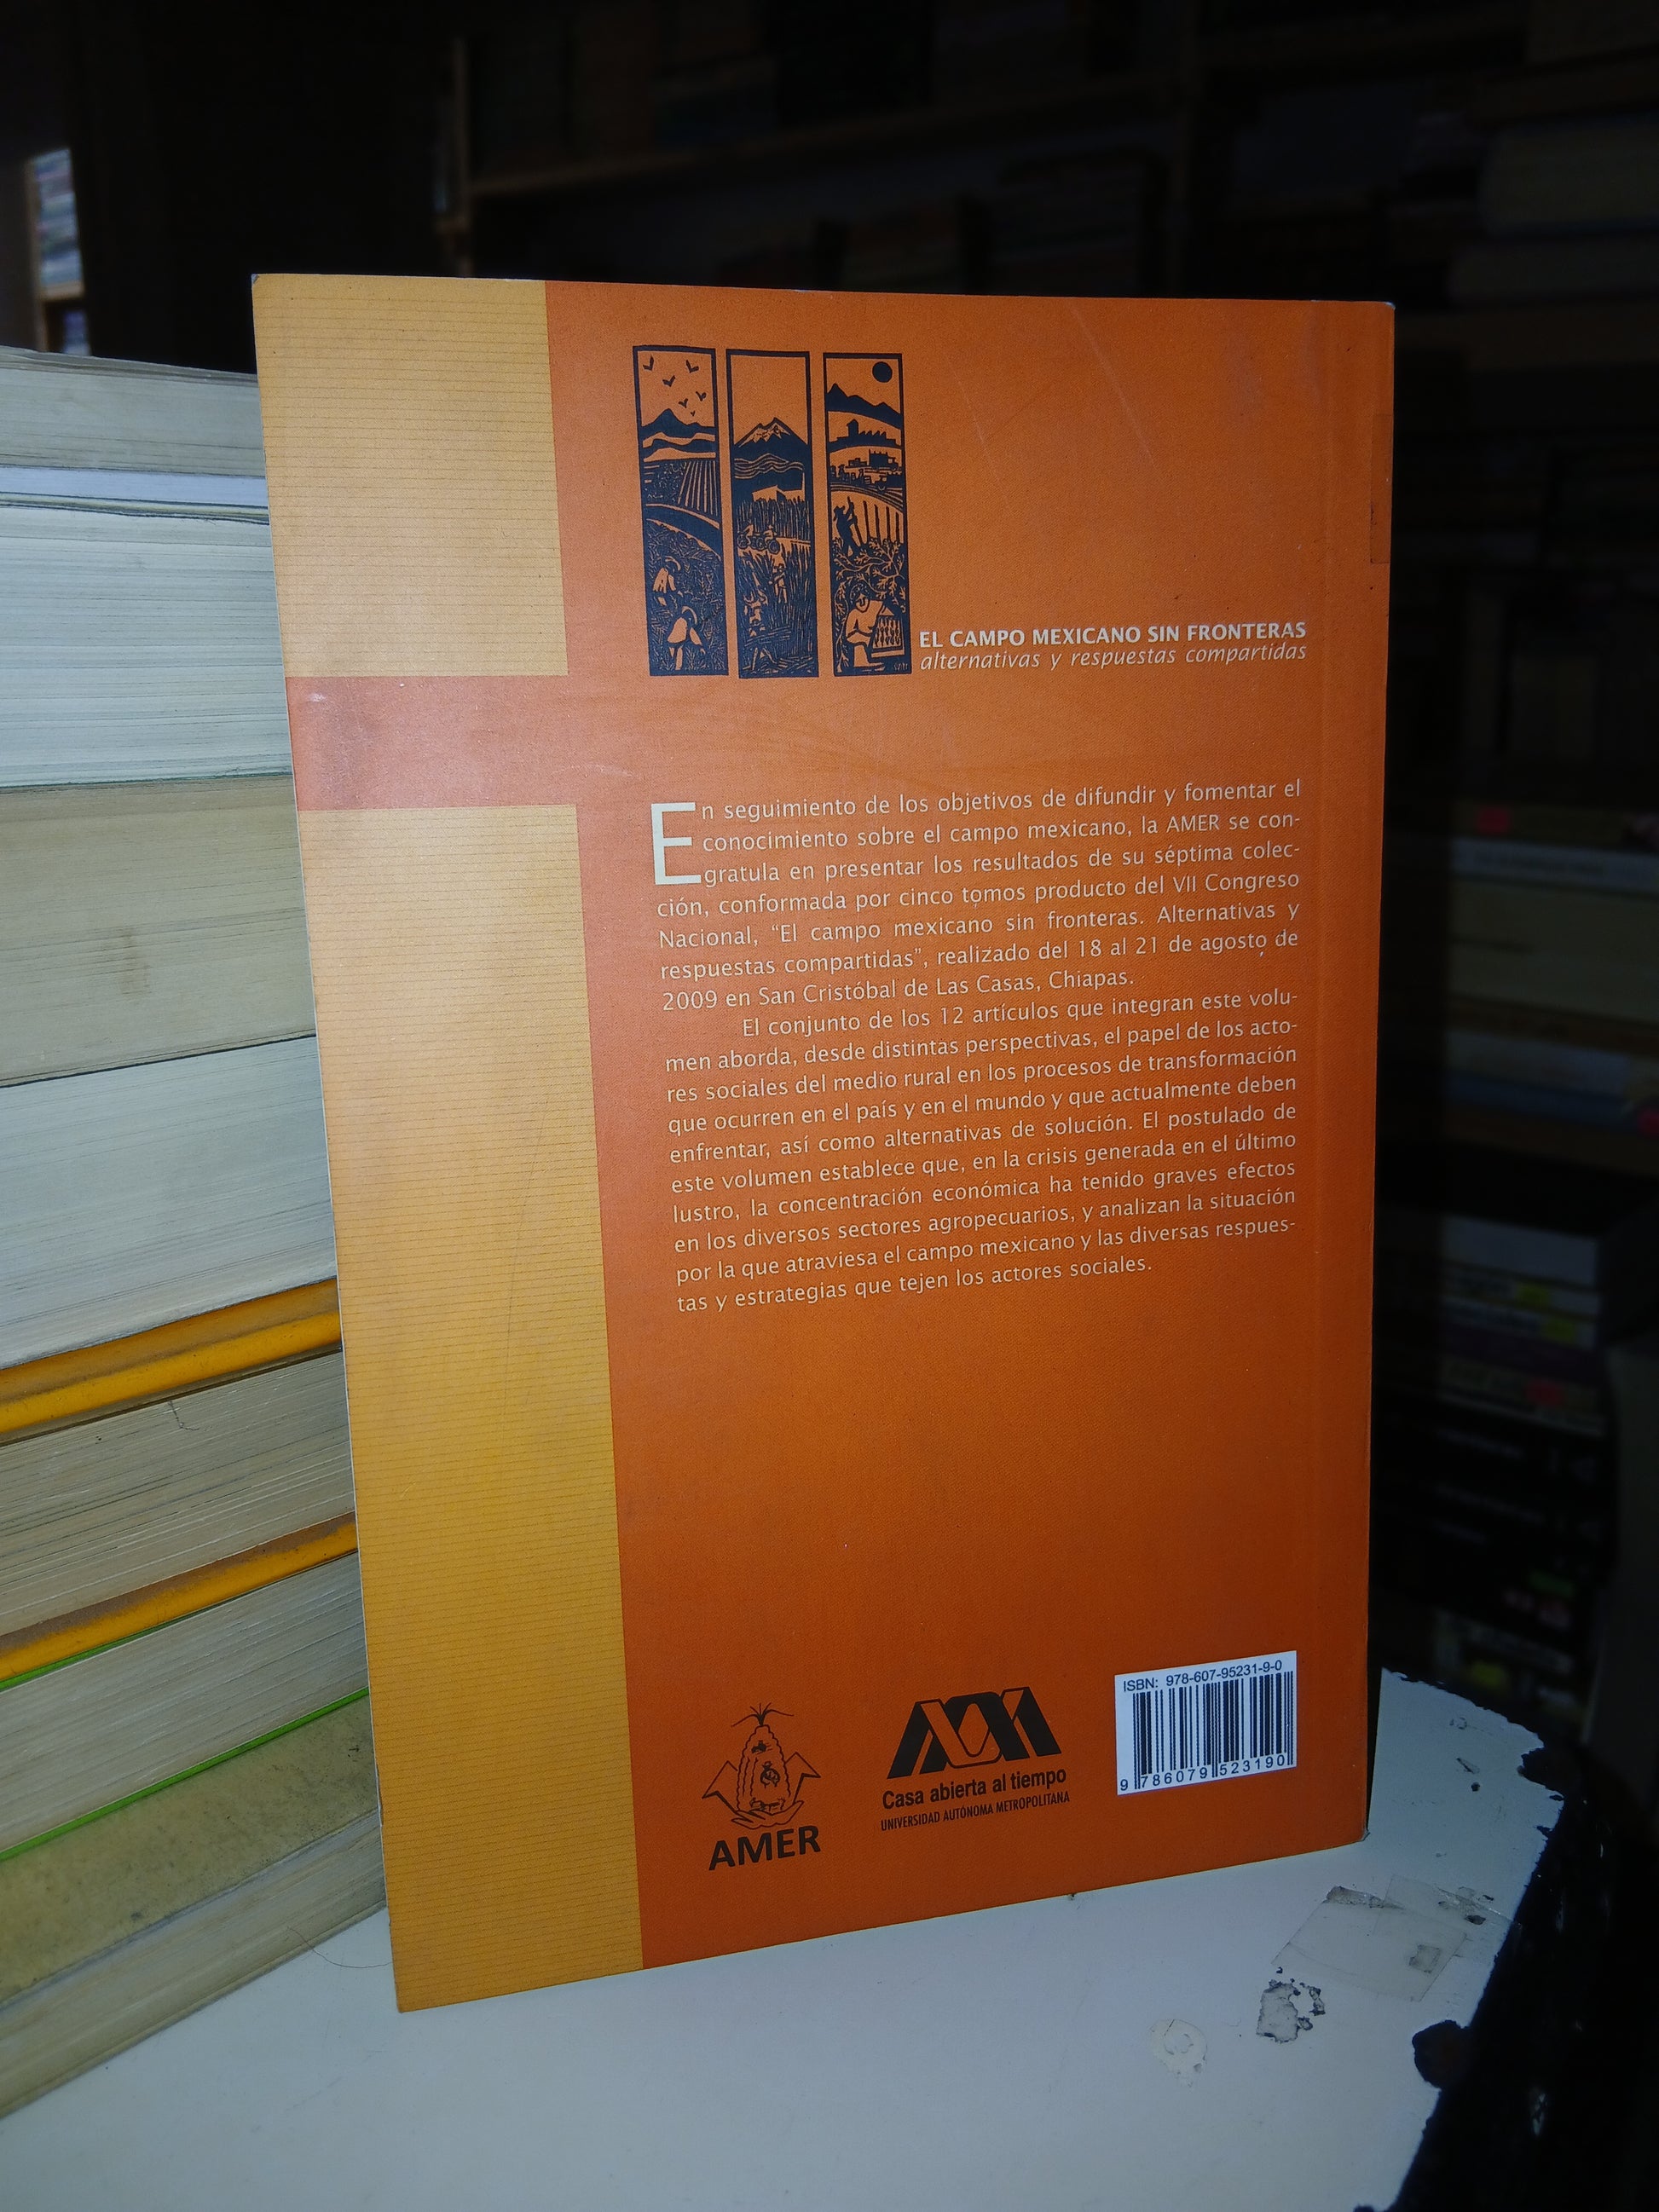 EL CAMPO MEXICANO SIN FRONTERAS
alternativas y respuestas compartidas
En seguimiento de los objetivos de difundir y fomentar el
conocimiento sobre el campo mexicano, la AMER se con-
gratula en presentar los resultados de su séptima colec-
ción, conformada por cinco tomos producto del VII Congreso
Nacional, “El campo mexicano sin fronteras. Alternativas y
respuestas compartidas”, realizado del 18 al 21 de agosto de
2009 en San Cristóbal de Las Casas, Chiapas.
El conjunto de los 12 artículos que integran este volu-
men aborda, desde distintas perspectivas, el papel de los acto-
res sociales del medio rural en los procesos de transformación
que ocurren en el país y en el mundo y que actualmente deben
enfrentar, así como alternativas de solución. El postulado de
este volumen establece que, en la crisis generada en el último
lustro, la concentración económica ha tenido graves efectos
en los diversos sectores agropecuarios, y analizan la situación
por la que atraviesa el campo mexicano y las diversas respues-
tas y estrategias que tejen los actores sociales.
AMER
Casa abierta al tiempo
UNIVERSIDAD AUTÓNOMA METROPOLITANA
ISBN: 978-607-95231-9-0
9 786079 523190